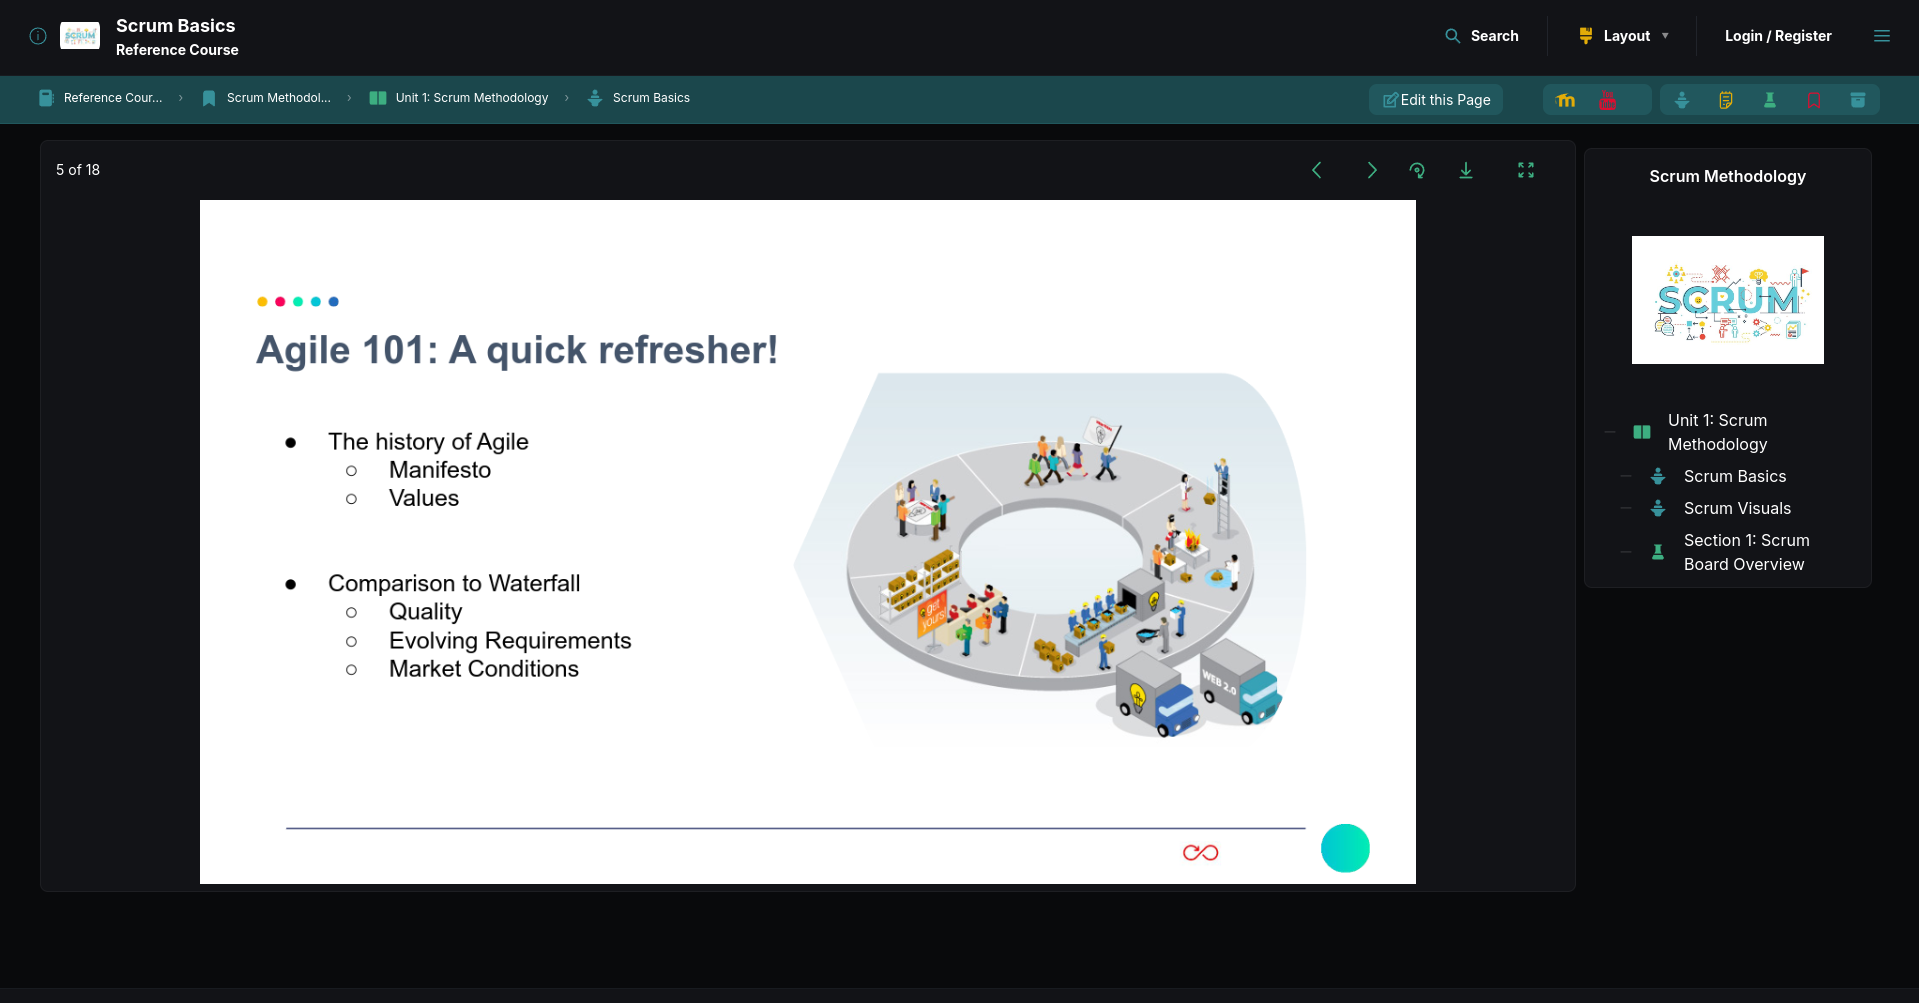 Scrum Basics
Reference Course
Search
Layout
Login / Register
Reference Cour...
Scrum Methodol...
Unit 1: Scrum Methodology
Scrum Basics
Edit this Page
5 of 18
Agile 101: A quick refresher!
The history of Agile
Manifesto
Values
Comparison to Waterfall
Quality
Evolving Requirements
Market Conditions
get
yours!
WEB 2.0
Scrum Methodology
SCRUM
Unit 1: Scrum
Methodology
Scrum Basics
Scrum Visuals
Section 1: Scrum
Board Overview